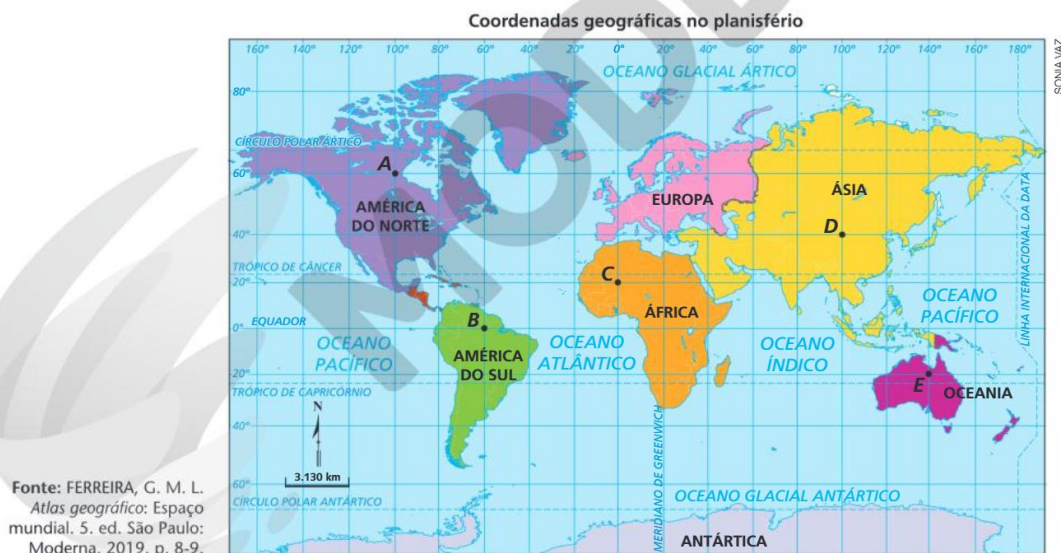 Coordenadas geográficas no planisfério
160° 140° 120° 100° 80° 60° 40° 20° 0° 20° 40° 60° 80° 100° 120° 140° 160° 180°
SONIA VAZ
OCEANO GLACIAL ÁRTICO
80°
CÍRCULO POLAR ÁRTICO
A
60°
AMÉRICA
DO NORTE
EUROPA
ÁSIA
D
40°
TRÓPICO DE CÂNCER
C
20°
LINHA INTERNACIONAL DA DATA
OCEANO
PACÍFICO
ÁFRICA
B
EQUADOR
0°
OCEANO
PACÍFICO
AMÉRICA
DO SUL
OCEANO
ATLÂNTICO
OCEANO
ÍNDICO
20°
E
OCEANIA
TRÓPICO DE CAPRICÓRNIO
N
40°
MERIDIANO DE GREENWICH
3.130 km
60°
CÍRCULO POLAR ANTÁRTICO
OCEANO GLACIAL ANTÁRTICO
ANTÁRTICA
Fonte: FERREIRA, G. M. L.
Atlas geográfico: Espaço
mundial. 5. ed. São Paulo:
Moderna, 2019. p. 8-9.